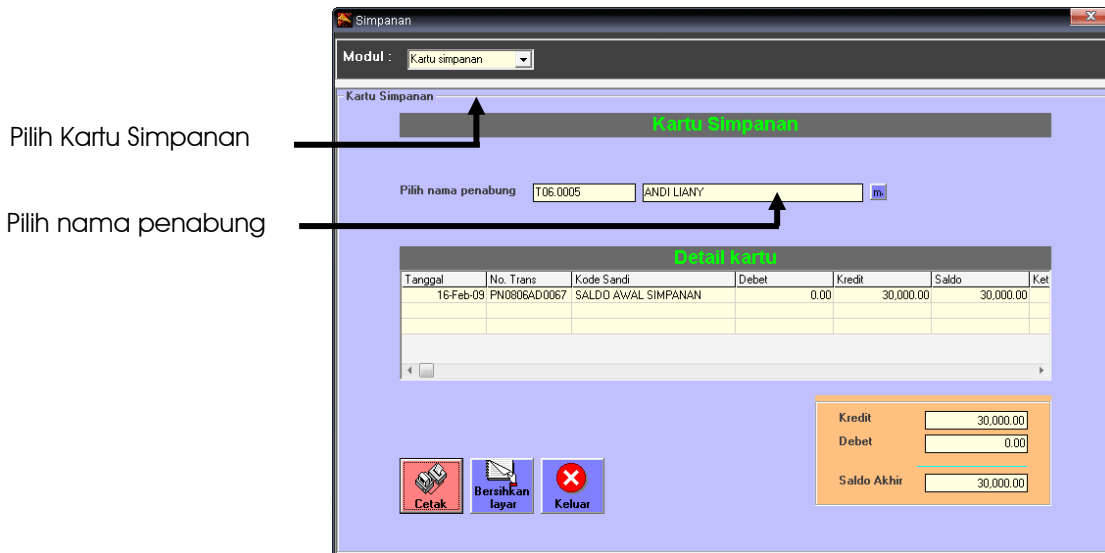 Simpanan
Modul : Kartu simpanan
Kartu Simpanan
Kartu Simpanan
Pilih Kartu Simpanan
Pilih nama penabung T06.0005 ANDI LIANY m.
Pilih nama penabung
Detail kartu
Tanggal No. Trans Kode Sandi Debet Kredit Saldo Ket
16-Feb-09 PN0806AD0067 SALDO AWAL SIMPANAN 0.00 30,000.00 30,000.00
Kredit 30,000.00
Debet 0.00
Saldo Akhir 30,000.00
Cetak
Bersihkan
layar
Keluar